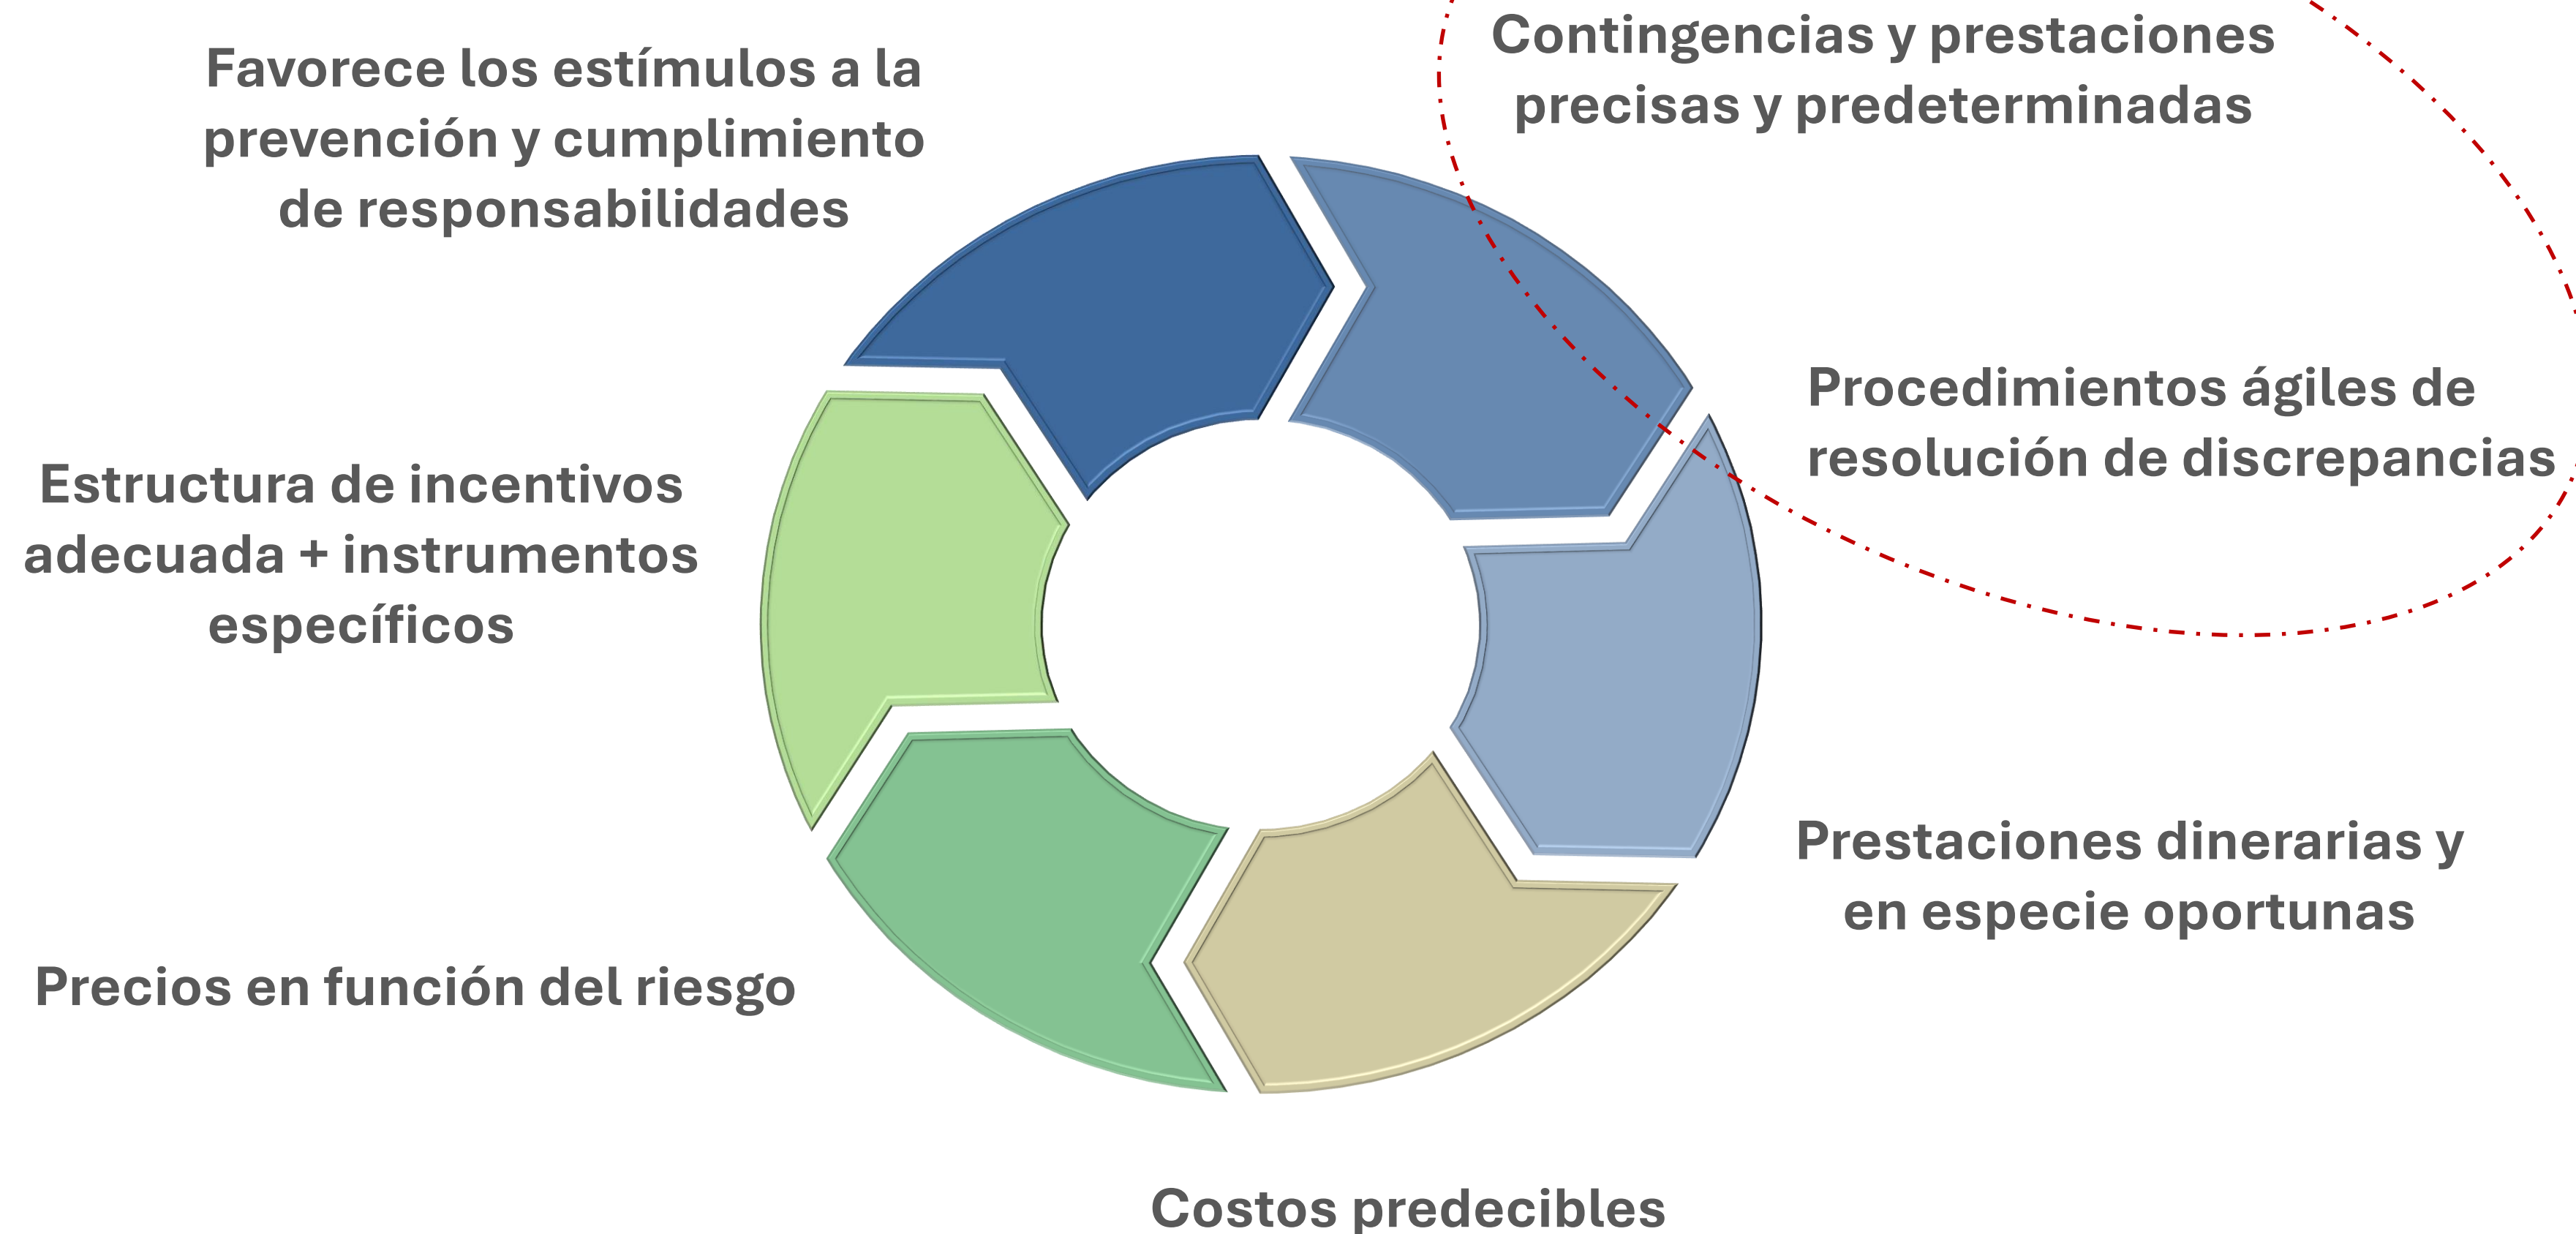 Contingencias y prestaciones
precisas y predeterminadas
Favorece los estímulos a la
prevención y cumplimiento
de responsabilidades
Procedimientos ágiles de
resolución de discrepancias
Estructura de incentivos
adecuada + instrumentos
específicos
Prestaciones dinerarias y
en especie oportunas
Precios en función del riesgo
Costos predecibles